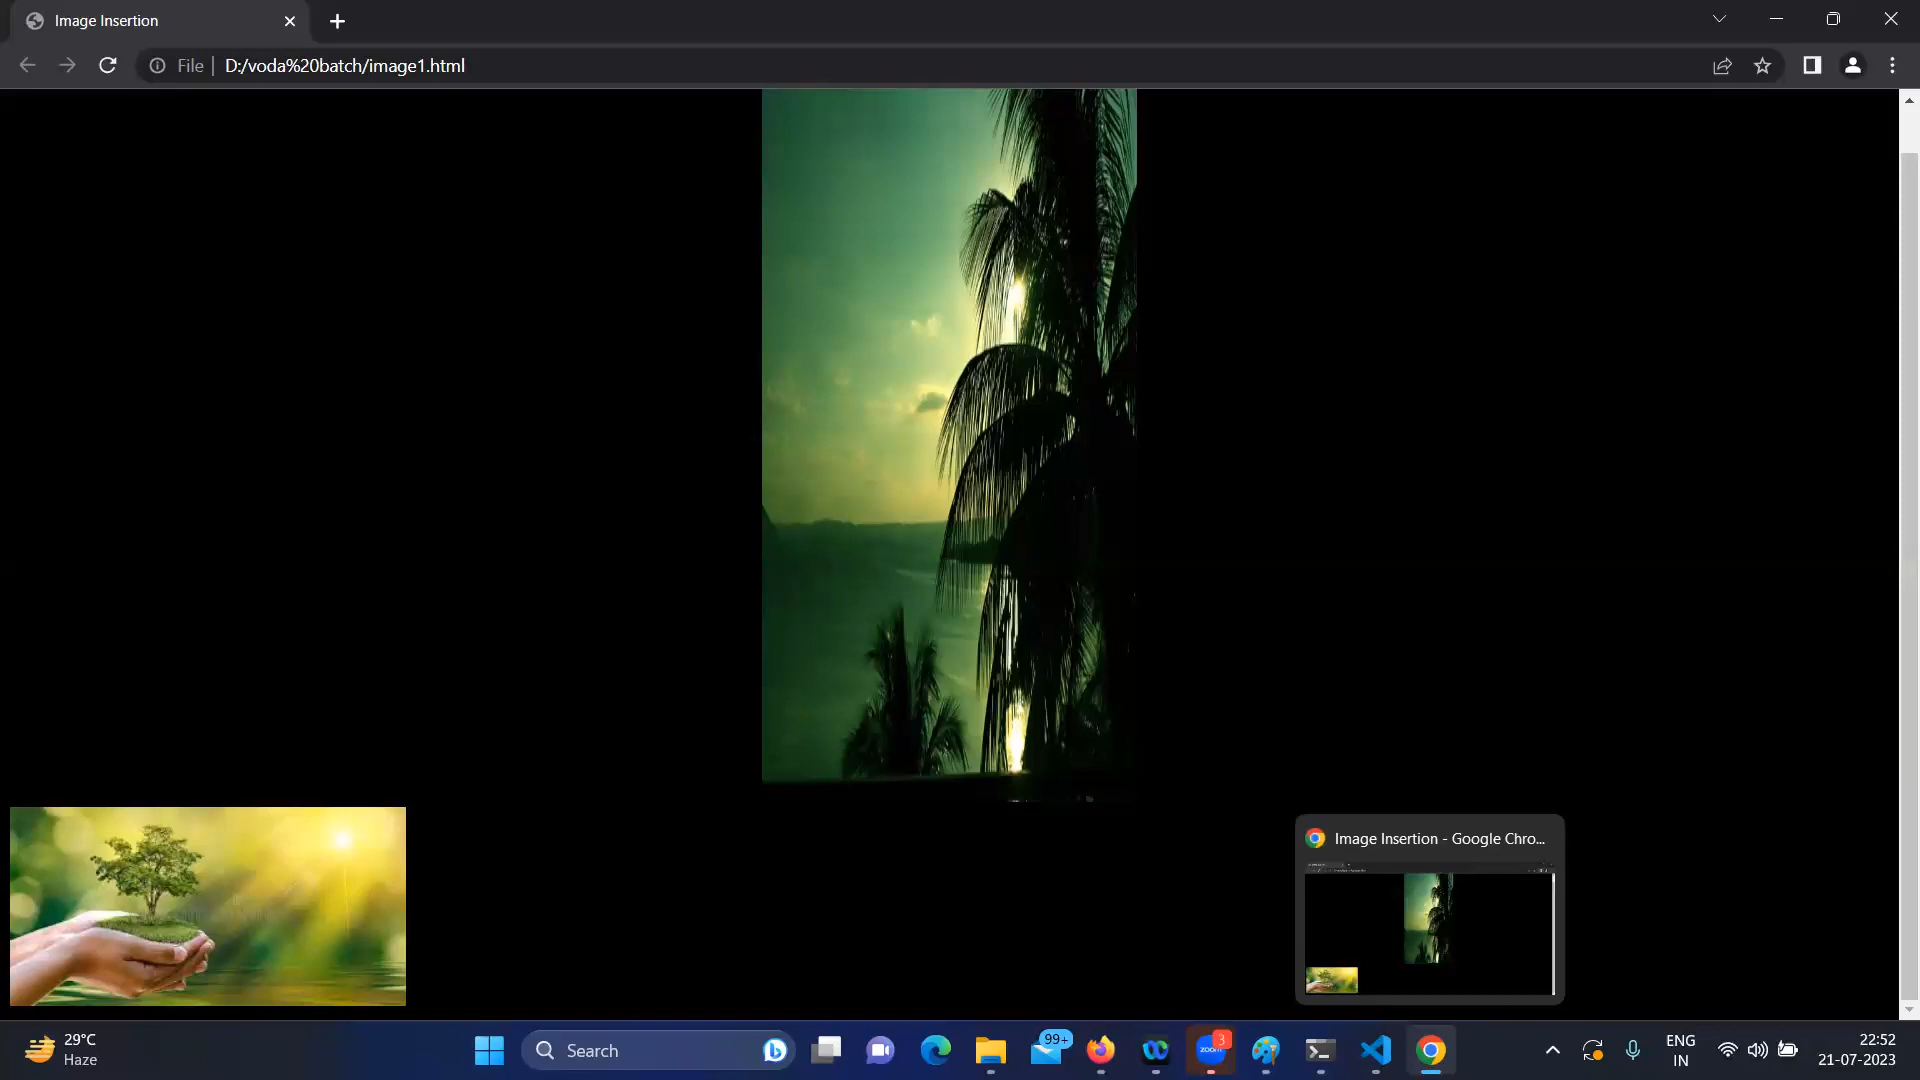 Image Insertion
File
D:/voda%20batch/image1.html
Image Insertion - Google Chro...
29°C
Haze
Search
99+
zoom
3
ENG
IN
22:52
21-07-2023